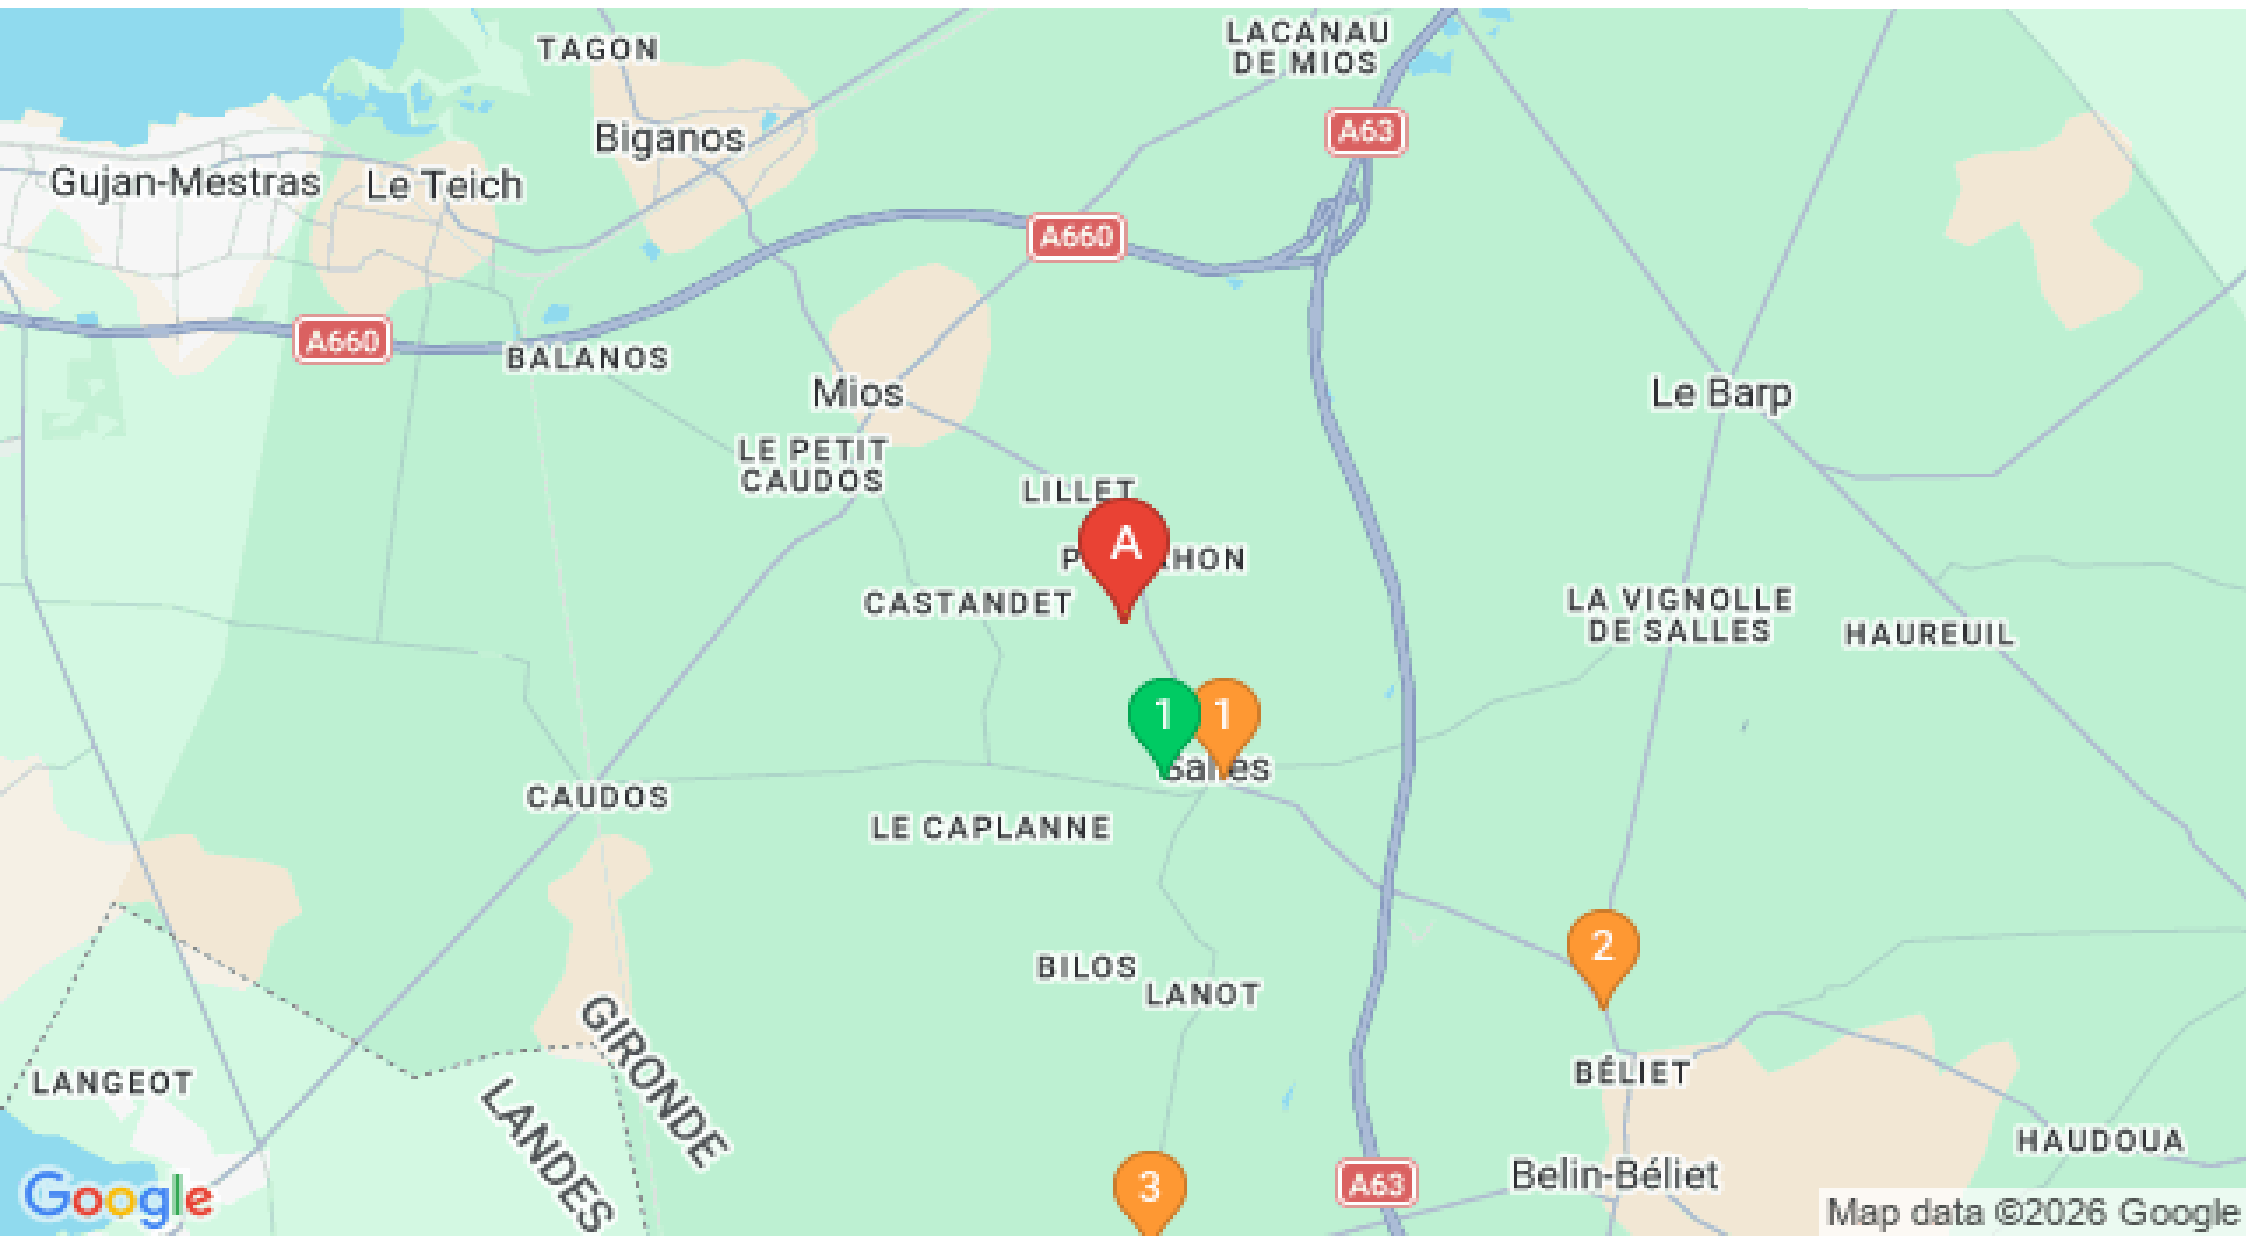 TAGON
LACANAU
DE MIOS
A63
Biganos
Gujan-Mestras
Le Teich
A660
A660
BALANOS
Mios
Le Barp
LE PETIT
CAUDOS
LILLET
A
P HON
CASTANDET
LA VIGNOLLE
DE SALLES
HAUREUIL
1
1
Salles
CAUDOS
LE CAPLANNE
2
BILOS
LANOT
GIRONDE
LANDES
LANGEOT
BÉLIET
HAUDOUA
Belin-Béliet
3
A63
Google
Map data ©2026 Google